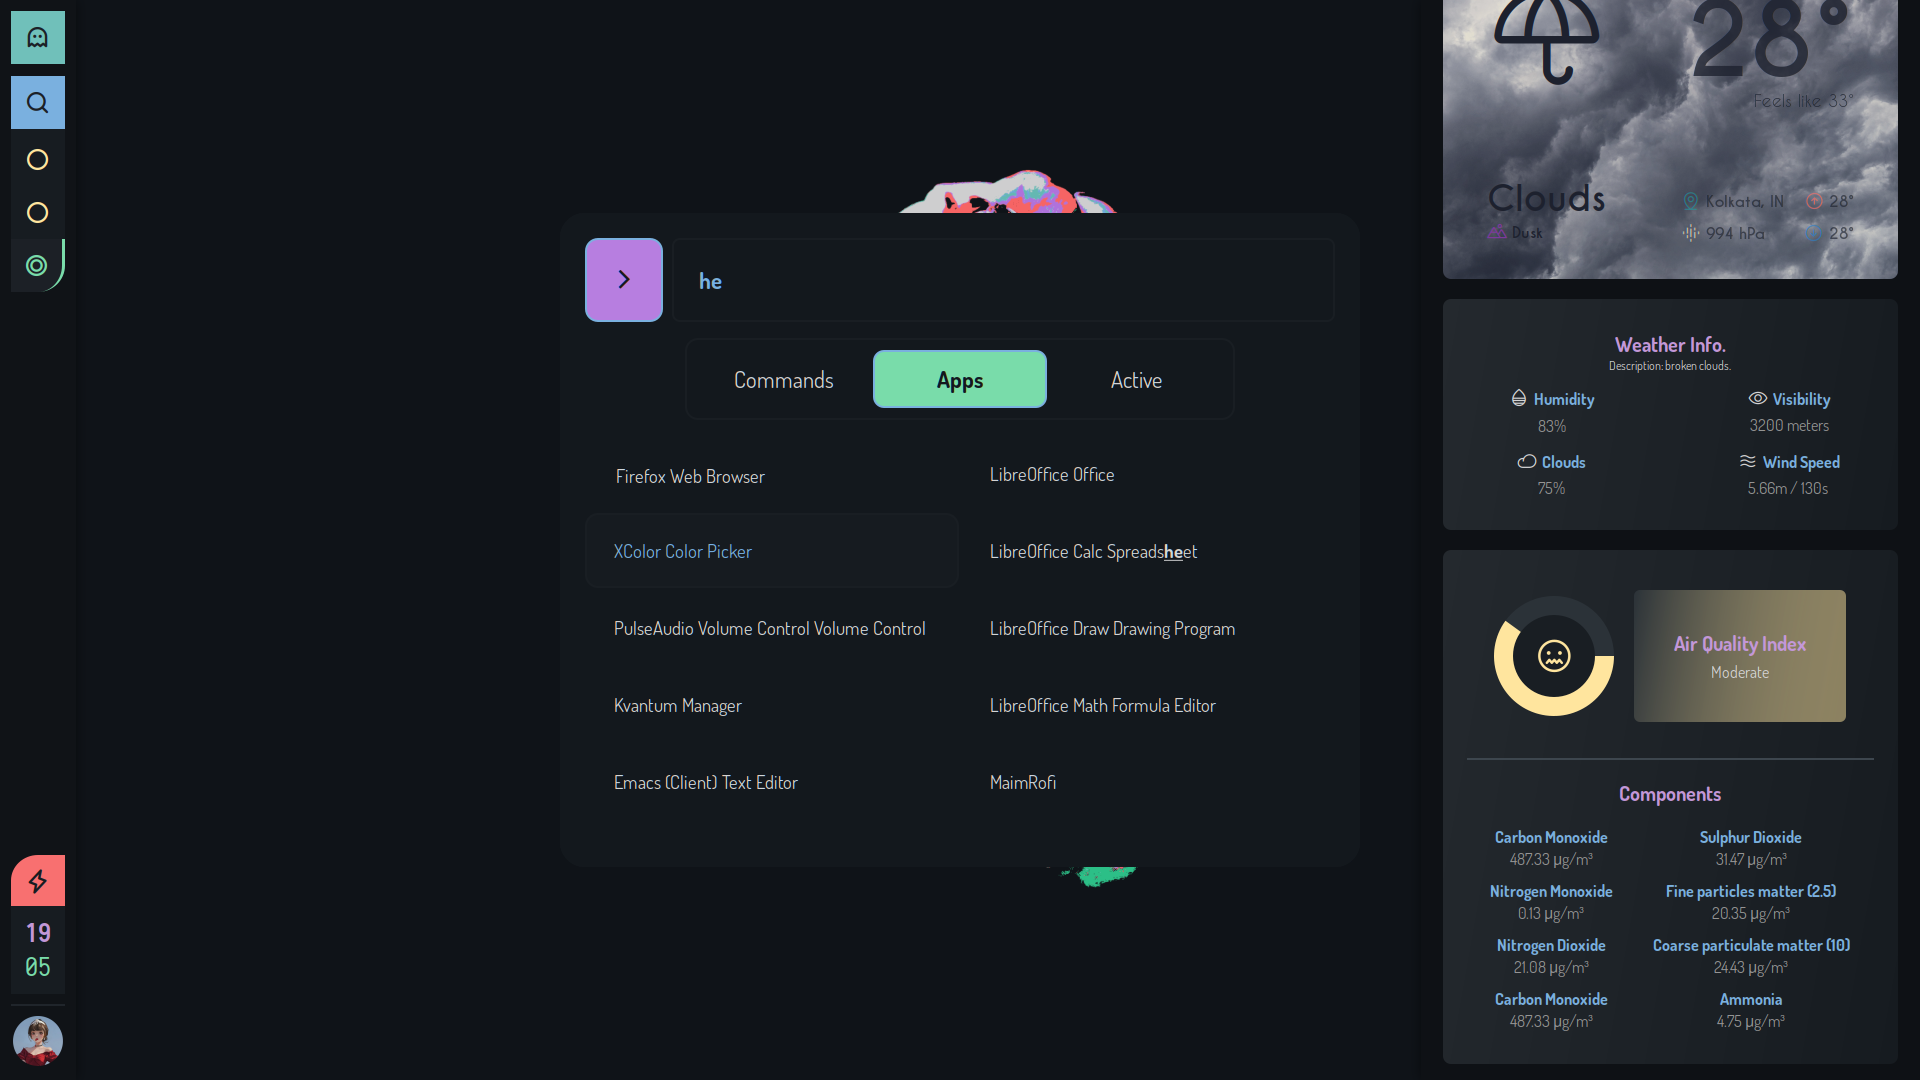 he
Commands
Apps
Active
Firefox Web Browser
XColor Color Picker
PulseAudio Volume Control Volume Control
Kvantum Manager
Emacs (Client) Text Editor
LibreOffice Office
LibreOffice Calc Spreadsheet
LibreOffice Draw Drawing Program
LibreOffice Math Formula Editor
MaimRofi
19
05
28°
Feels like 33°
Clouds
Dusk
Kolkata, IN
28°
994 hPa
28°
Weather Info.
Description: broken clouds.
Humidity
83%
Visibility
3200 meters
Clouds
75%
Wind Speed
5.66m / 130s
Air Quality Index
Moderate
Components
Carbon Monoxide
487.33 µg/m³
Sulphur Dioxide
31.47 µg/m³
Nitrogen Monoxide
0.13 µg/m³
Fine particles matter (2.5)
20.35 µg/m³
Nitrogen Dioxide
21.08 µg/m³
Coarse particulate matter (10)
24.43 µg/m³
Carbon Monoxide
487.33 µg/m³
Ammonia
4.75 µg/m³